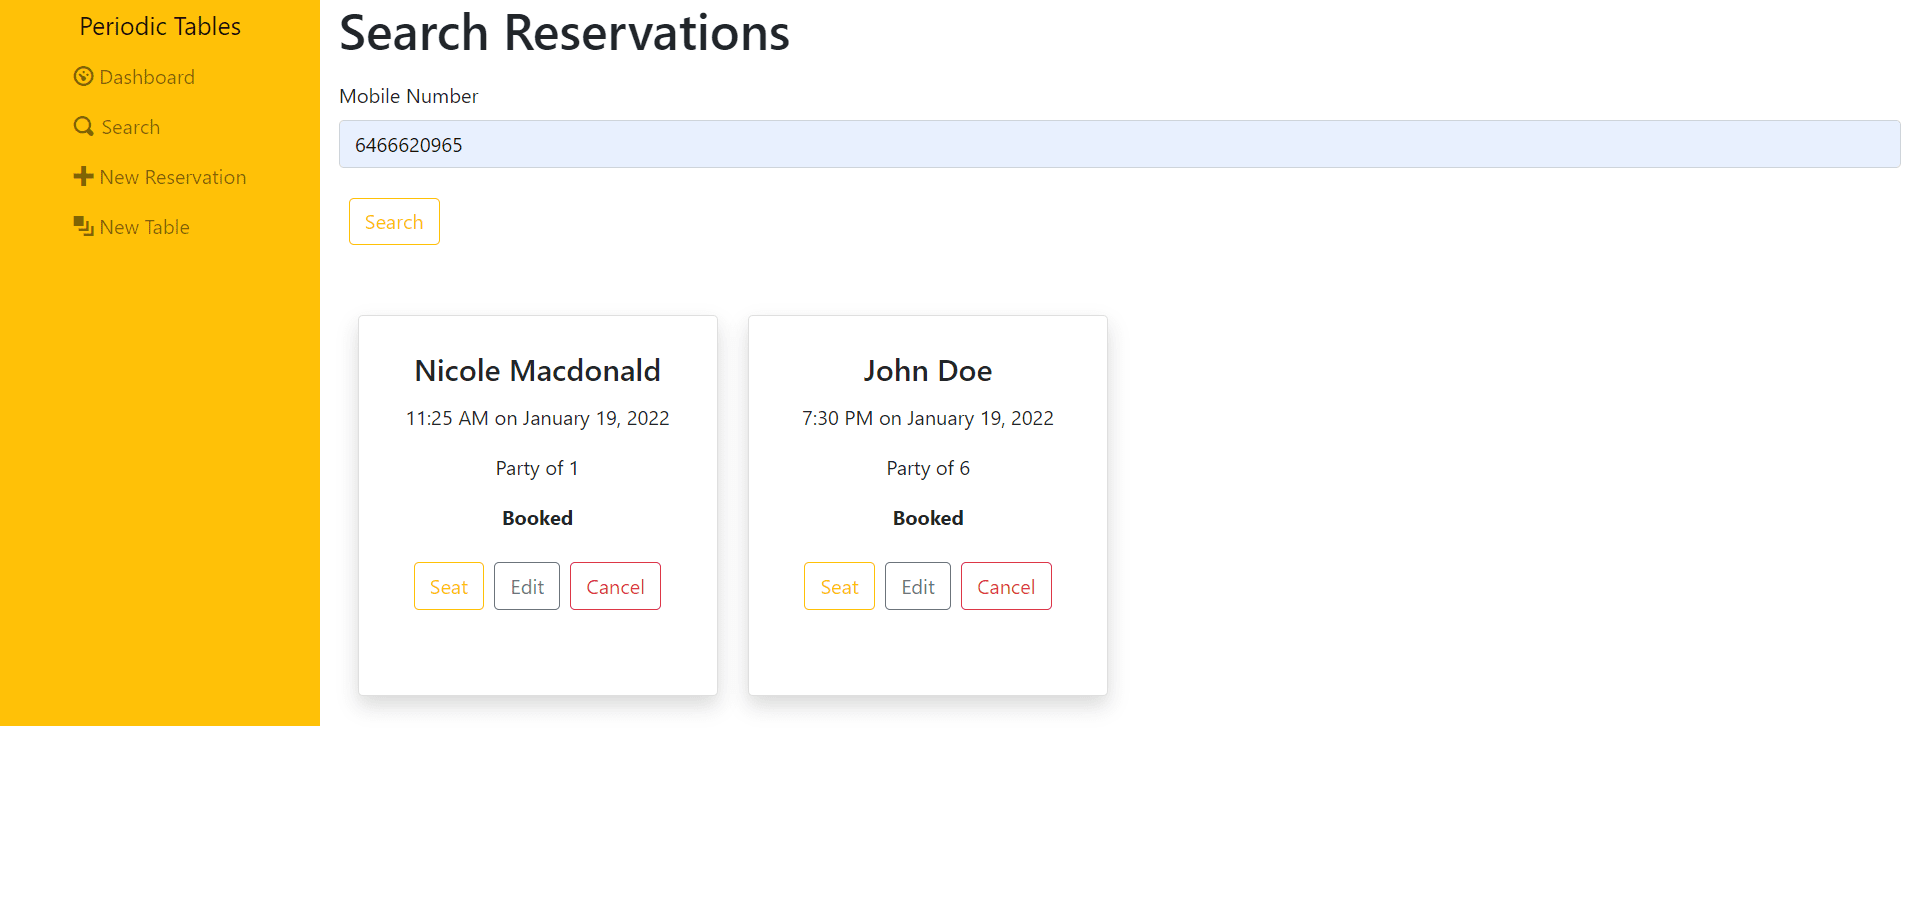 Periodic Tables
Dashboard
Search
New Reservation
New Table
Search Reservations
Mobile Number
6466620965
Search
Nicole Macdonald
11:25 AM on January 19, 2022
Party of 1
Booked
Seat Edit Cancel
John Doe
7:30 PM on January 19, 2022
Party of 6
Booked
Seat Edit Cancel